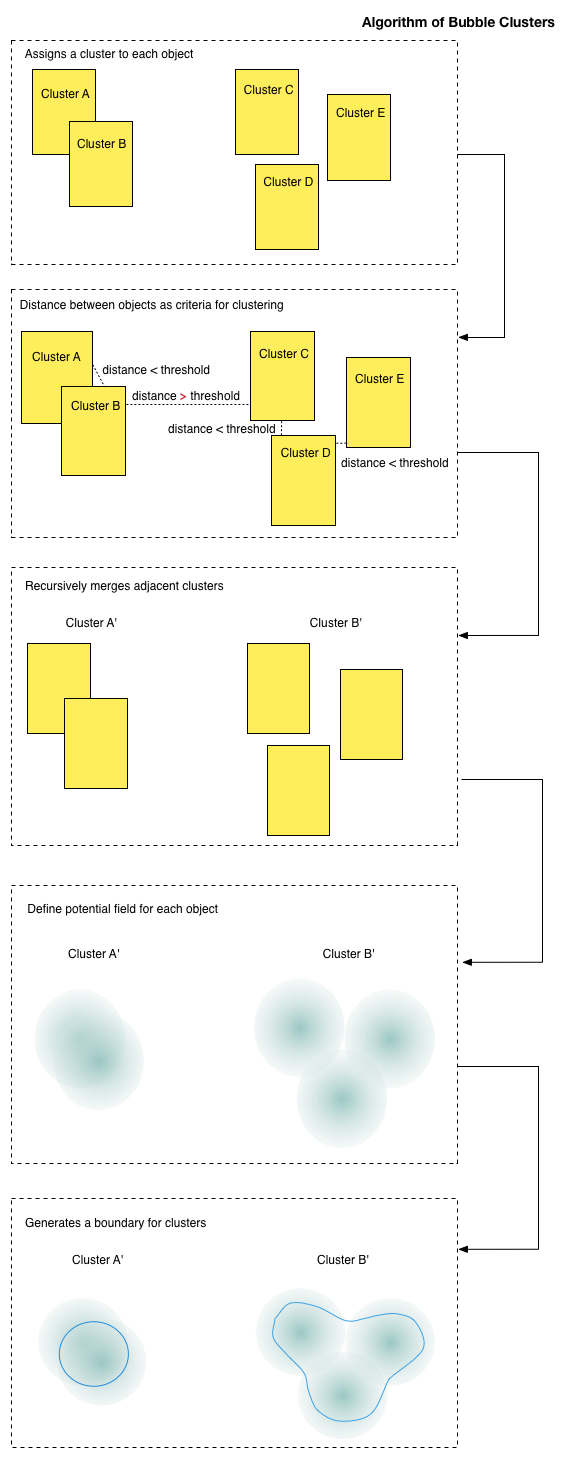 Algorithm of Bubble Clusters
Assigns a cluster to each object
Cluster A
Cluster B
Cluster C
Cluster E
Cluster D
Distance between objects as criteria for clustering
Cluster A
distance < threshold
Cluster B
distance > threshold
Cluster C
Cluster E
distance < threshold
Cluster D
distance < threshold
Recursively merges adjacent clusters
Cluster A'
Cluster B'
Define potential field for each object
Cluster A'
Cluster B'
Generates a boundary for clusters
Cluster A'
Cluster B'